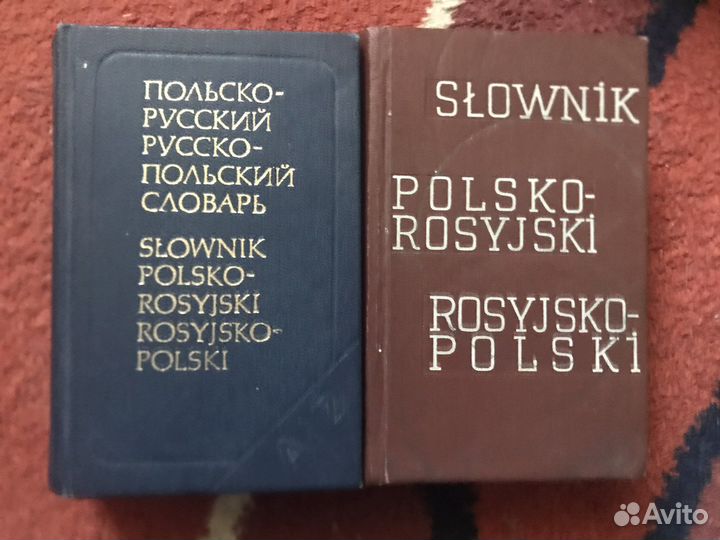 ПОЛЬСКО-
РУССКИЙ
РУССКО-
ПОЛЬСКИЙ
СЛОВАРЬ
SŁOWNIK
POLSKO-
ROSYJSKI
ROSYJSKO-
POLSKI
SŁOWNIK
POLSKO-
ROSYJSKI
ROSYJSKO-
POLSKI
Avito